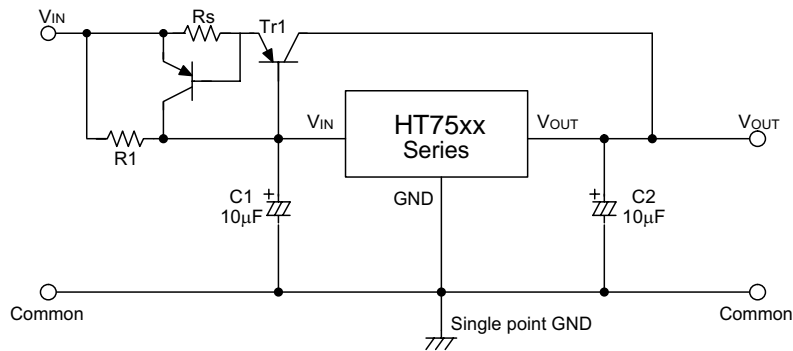 VIN
Rs
Tr1
R1
VIN
HT75xx
Series
VOUT
VOUT
GND
C1
10μF
C2
10μF
Common
Common
Single point GND